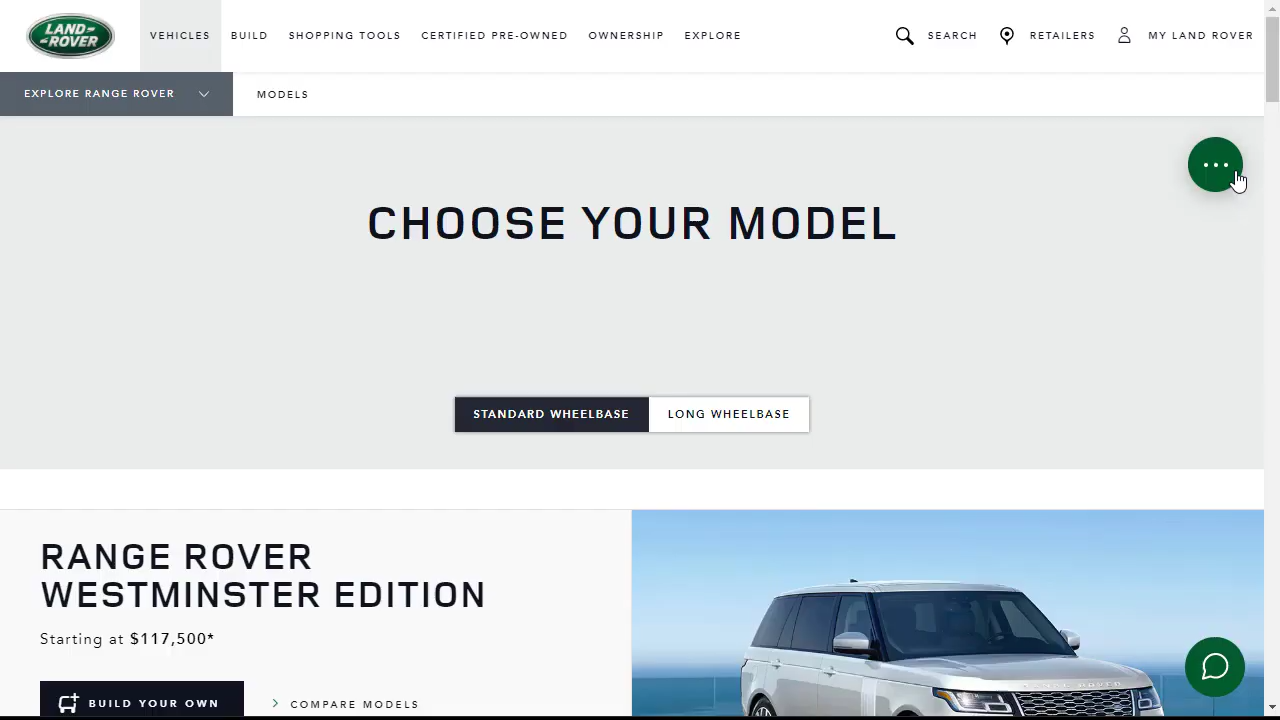 LAND-
-ROVER
VEHICLES
BUILD
SHOPPING TOOLS
CERTIFIED PRE-OWNED
OWNERSHIP
EXPLORE
SEARCH
RETAILERS
MY LAND ROVER
EXPLORE RANGE ROVER
MODELS
CHOOSE YOUR MODEL
STANDARD WHEELBASE
LONG WHEELBASE
RANGE ROVER
WESTMINSTER EDITION
Starting at $117,500*
BUILD YOUR OWN
COMPARE MODELS
RANGE ROVER